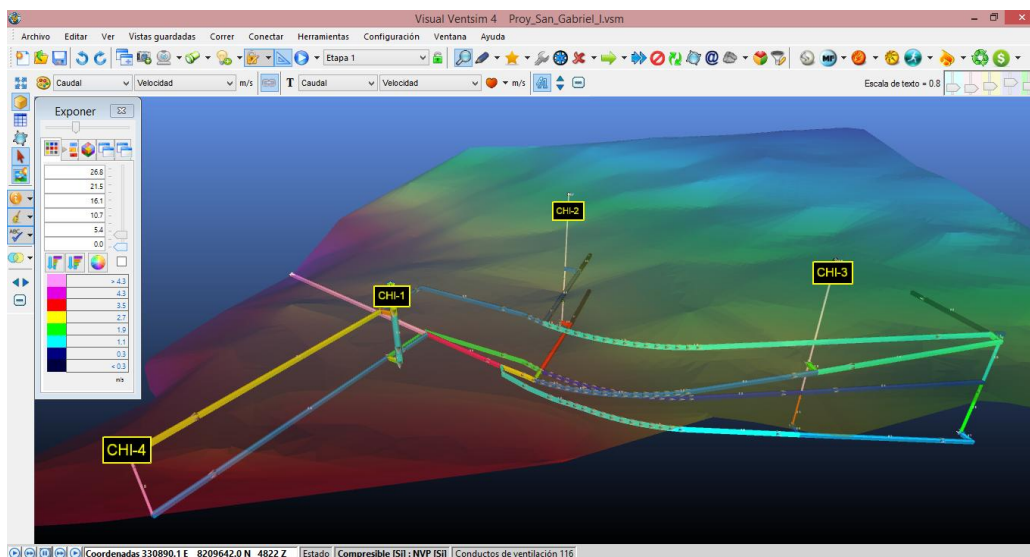 Visual Ventsim 4 Proy_San_Gabriel_I.vsm
Archivo Editar Ver Vistas guardadas Correr Conectar Herramientas Configuración Ventana Ayuda
Etapa 1
Caudal Velocidad m/s T Caudal Velocidad m/s Escala de texto = 0.8
Exponer
26.8
21.5
16.1
10.7
5.4
0.0
> 4.3
4.3
3.5
2.7
1.9
1.1
0.3
< 0.3
m/s
CHI-2
CHI-3
CHI-1
CHI-4
Coordenadas 330890.1 E 8209642.0 N 4822 Z Estado Compresible [Si] : NVP [Si] Conductos de ventilación 116